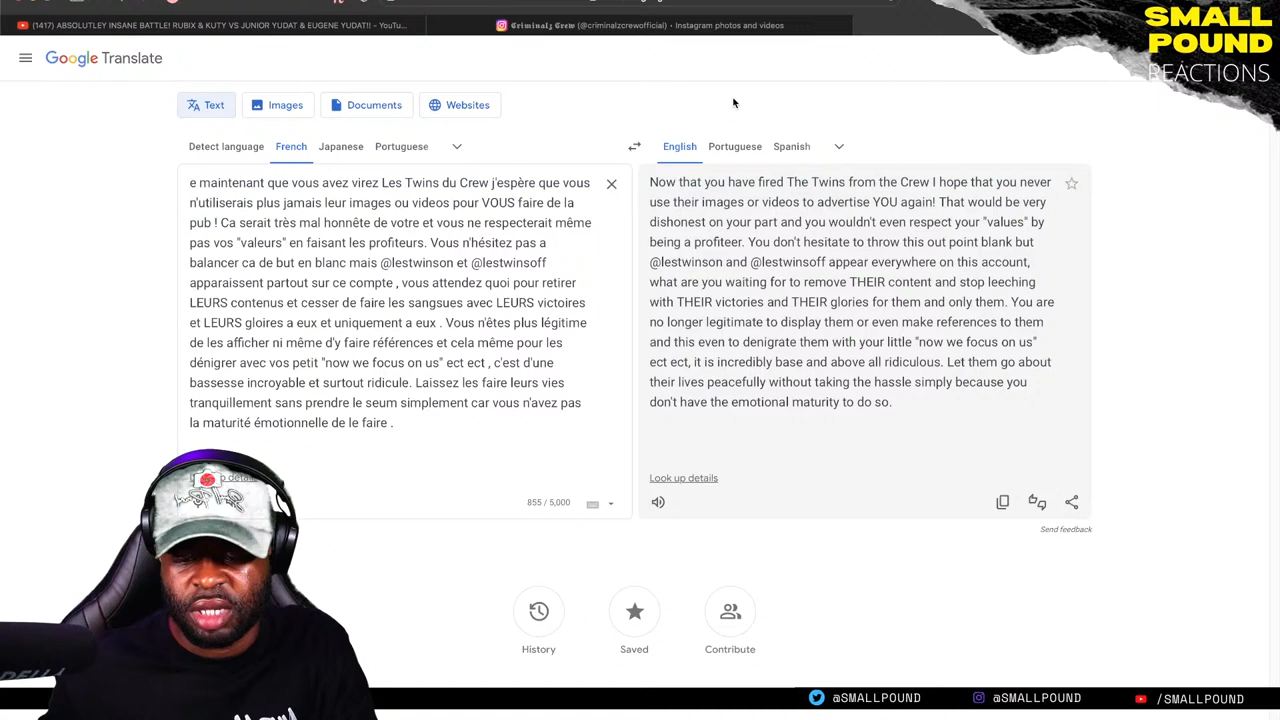 (1417) ABSOLUTLEY INSANE BATTLE! RUBIX & KUTY VS JUNIOR YUDAT & EUGENE YUDAT!! - YouTu...
Criminalz Crew (@criminalzcrewofficial) • Instagram photos and videos
SMALL
POUND
REACTIONS
Google Translate
Text
Images
Documents
Websites
Detect language
French
Japanese
Portuguese
English
Portuguese
Spanish
e maintenant que vous avez virez Les Twins du Crew j'espère que vous
n'utiliserais plus jamais leur images ou videos pour VOUS faire de la
pub ! Ca serait très mal honnête de votre et vous ne respecterait même
pas vos "valeurs" en faisant les profiteurs. Vous n'hésitez pas a
balancer ca de but en blanc mais @lestwinson et @lestwinsoff
apparaissent partout sur ce compte , vous attendez quoi pour retirer
LEURS contenus et cesser de faire les sangsues avec LEURS victoires
et LEURS gloires a eux et uniquement a eux . Vous n'êtes plus légitime
de les afficher ni même d'y faire références et cela même pour les
dénigrer avec vos petit "now we focus on us" ect ect , c'est d'une
bassesse incroyable et surtout ridicule. Laissez les faire leurs vies
tranquillement sans prendre le seum simplement car vous n'avez pas
la maturité émotionnelle de le faire .
855 / 5,000
Now that you have fired The Twins from the Crew I hope that you never
use their images or videos to advertise YOU again! That would be very
dishonest on your part and you wouldn't even respect your "values" by
being a profiteer. You don't hesitate to throw this out point blank but
@lestwinson and @lestwinsoff appear everywhere on this account,
what are you waiting for to remove THEIR content and stop leeching
with THEIR victories and THEIR glories for them and only them. You are
no longer legitimate to display them or even make references to them
and this even to denigrate them with your little "now we focus on us"
ect ect, it is incredibly base and above all ridiculous. Let them go about
their lives peacefully without taking the hassle simply because you
don't have the emotional maturity to do so.
Look up details
Send feedback
History
Saved
Contribute
@SMALLPOUND
@SMALLPOUND
/SMALLPOUND